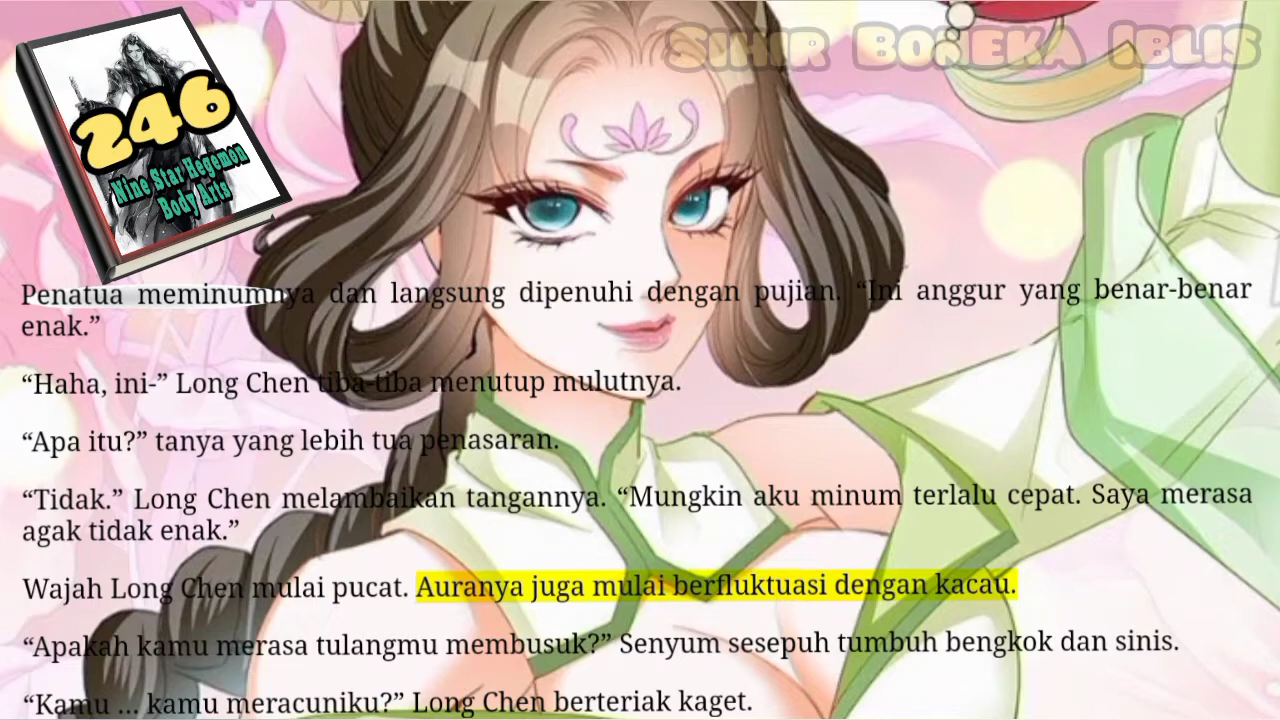 Sihir Boneka Iblis
246
Nine Star Hegemon
Body Arts
Penatua meminumnya dan langsung dipenuhi dengan pujian. “Ini anggur yang benar-benar
enak.”
“Haha, ini-” Long Chen tiba-tiba menutup mulutnya.
“Apa itu?” tanya yang lebih tua penasaran.
“Tidak.” Long Chen melambaikan tangannya. “Mungkin aku minum terlalu cepat. Saya merasa
agak tidak enak.”
Wajah Long Chen mulai pucat. Auranya juga mulai berfluktuasi dengan kacau.
“Apakah kamu merasa tulangmu membusuk?” Senyum sesepuh tumbuh bengkok dan sinis.
“Kamu ... kamu meracuniku?” Long Chen berteriak kaget.